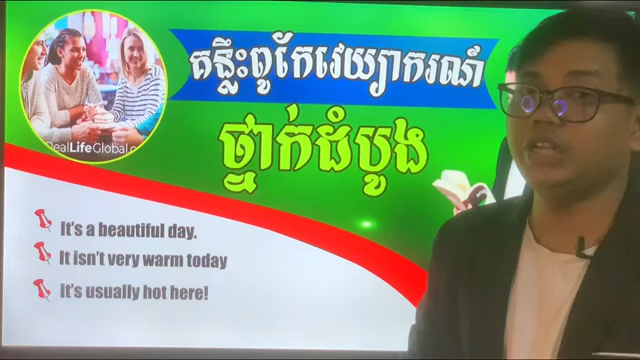 គន្លឹះពូកែវេយ្យាករណ៍
ថ្នាក់ដំបូង
RealLifeGlobal.c
It's a beautiful day.
It isn't very warm today
It's usually hot here!